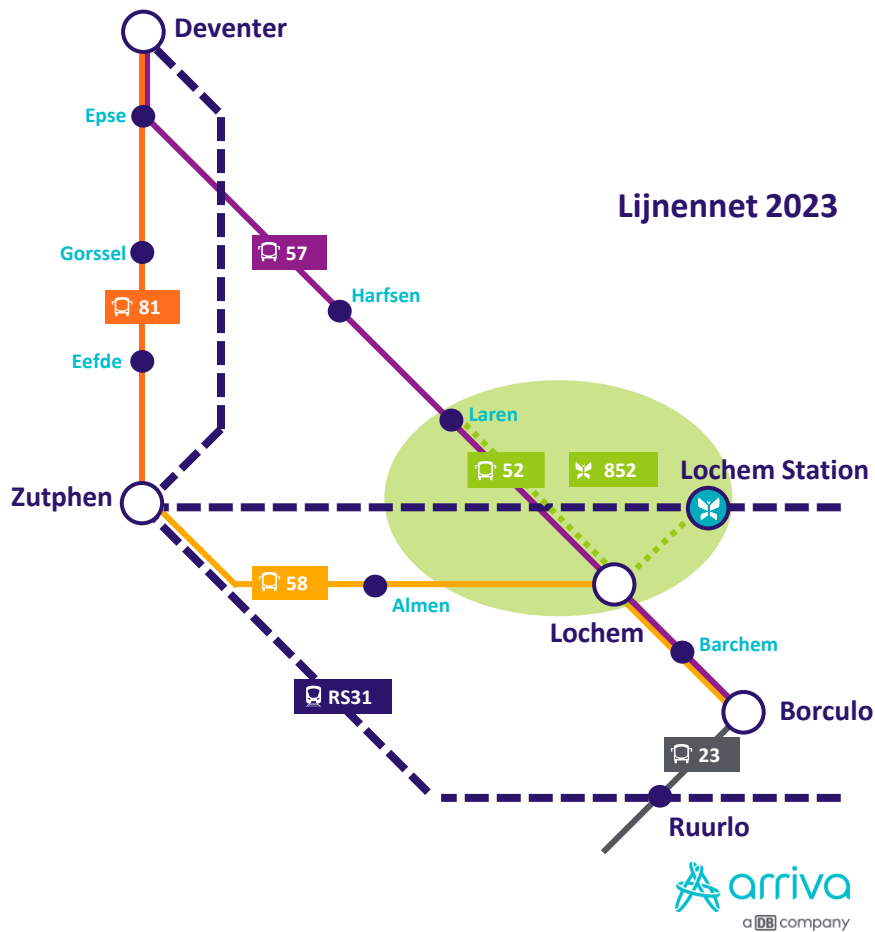 Deventer
Epse
Lijnennet 2023
Gorssel
57
Harfsen
81
Eefde
Laren
52
852
Lochem Station
Zutphen
58
Almen
Lochem
Barchem
RS31
Borculo
23
Ruurlo
arriva
a DB company